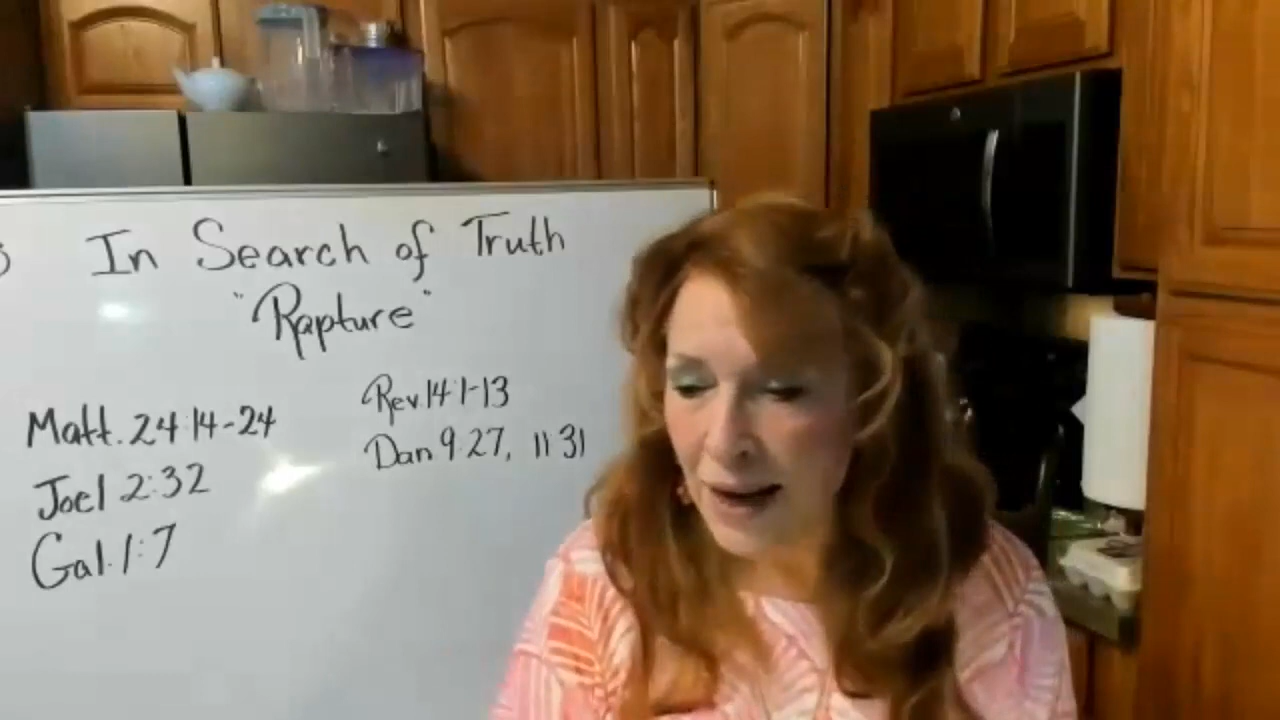 In Search of Truth
"Rapture"
Matt. 24:14-24
Joel 2:32
Gal. 1:7
Rev. 14:1-13
Dan 9:27, 11:31